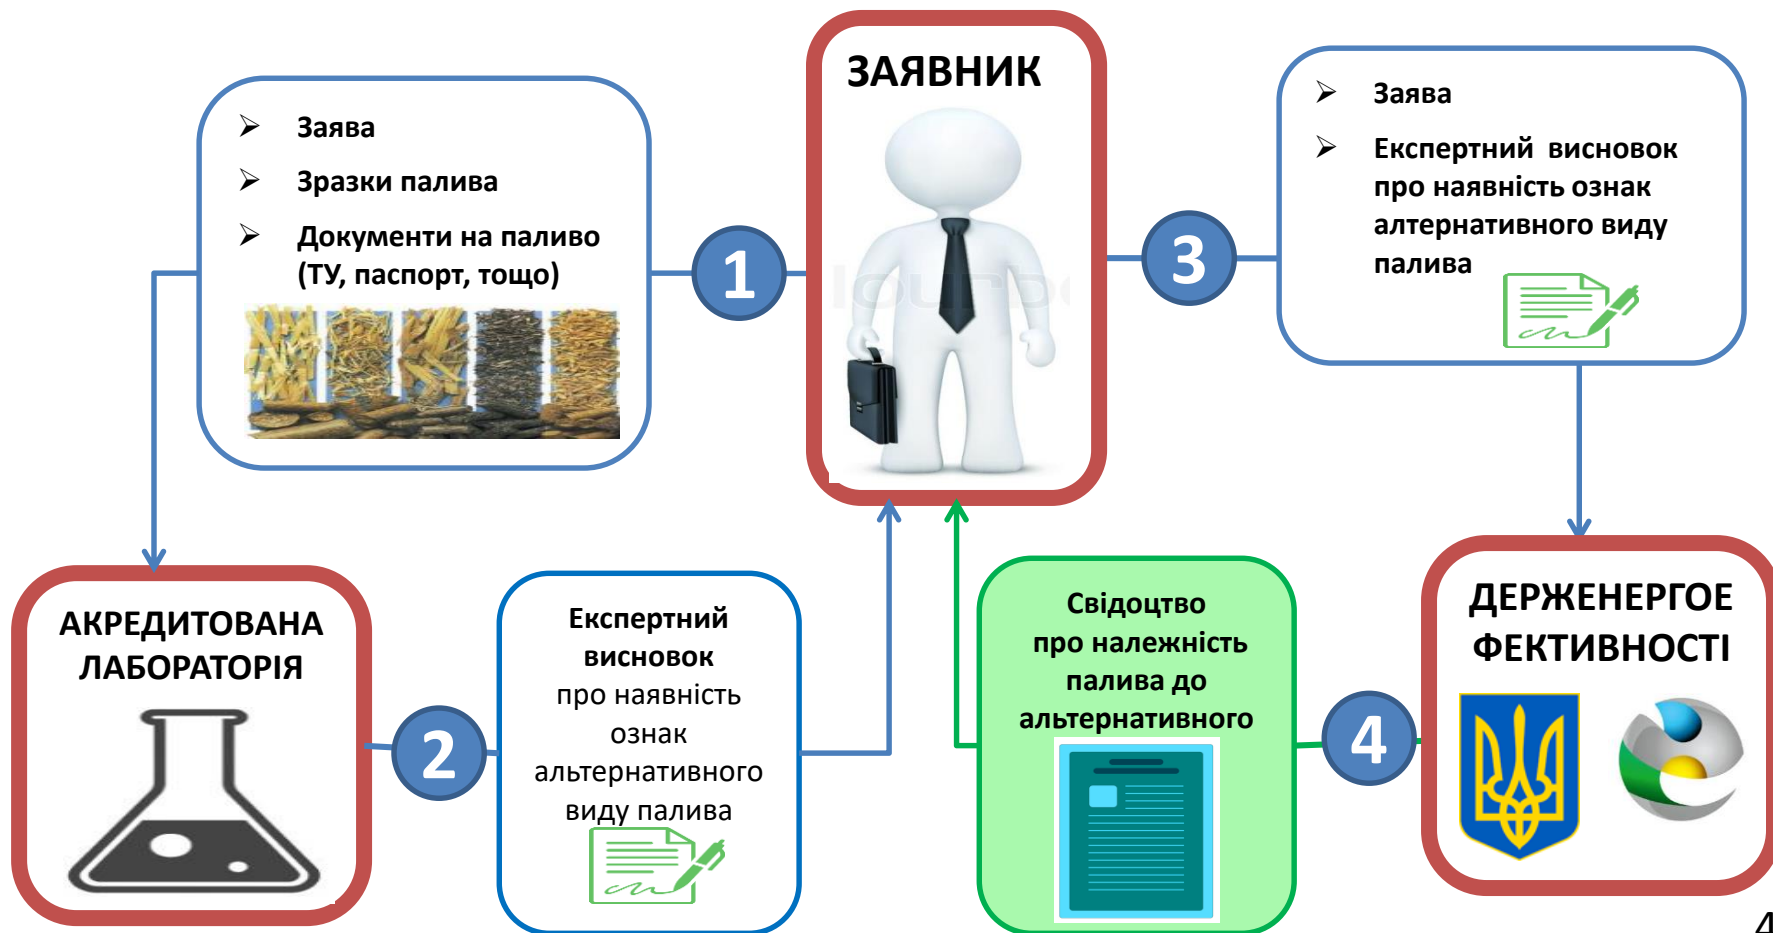 ЗАЯВНИК
➢ Заява
➢ Зразки палива
➢ Документи на паливо
(ТУ, паспорт, тощо)
1
3
➢ Заява
➢ Експертний висновок
про наявність ознак
алтернативного виду
палива
АКРЕДИТОВАНА
ЛАБОРАТОРІЯ
2
Експертний
висновок
про наявність
ознак
альтернативного
виду палива
Свідоцтво
про належність
палива до
альтернативного
4
ДЕРЖЕНЕРГОЕ
ФЕКТИВНОСТІ
4